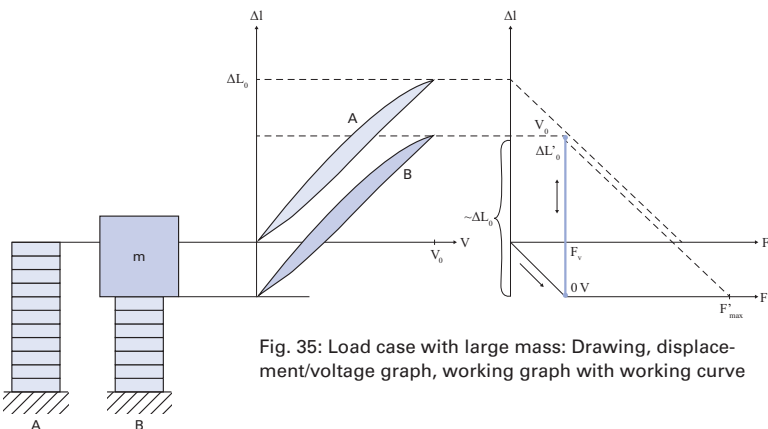 Δl
Δl
ΔL₀
A
V₀
ΔL'₀
B
~ΔL₀
m
V
V₀
Fᵥ
F
0 V
F
F'max
Fig. 35: Load case with large mass: Drawing, displace-
ment/voltage graph, working graph with working curve
A
B